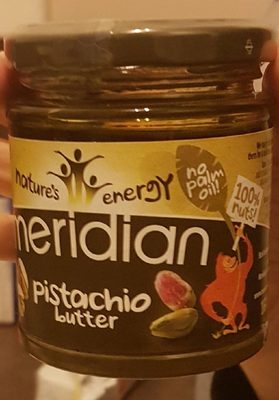 nature's energy
no
palm
oil!
100%
nuts!
meridian
pistachio
butter